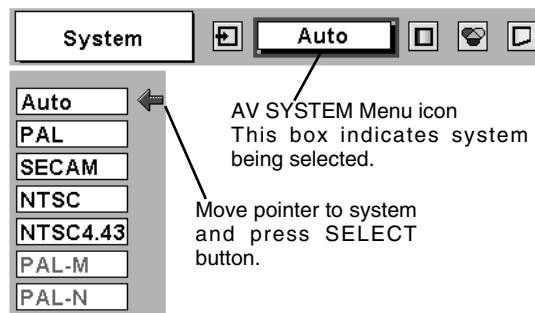 System
Auto
Auto
PAL
SECAM
NTSC
NTSC4.43
PAL-M
PAL-N
AV SYSTEM Menu icon
This box indicates system
being selected.
Move pointer to system
and press SELECT
button.